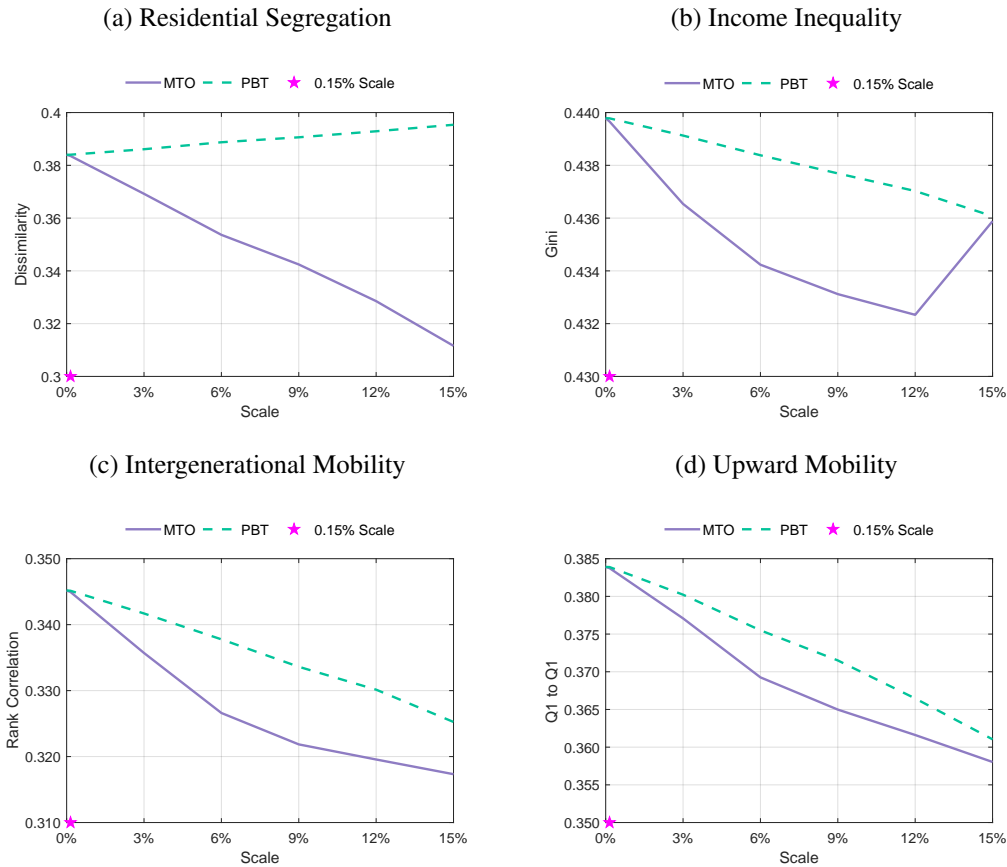 (a) Residential Segregation
MTO PBT 0.15% Scale
0.4
0.38
0.36
0.34
0.32
0.3
Dissimilarity
0% 3% 6% 9% 12% 15%
Scale
(b) Income Inequality
MTO PBT 0.15% Scale
0.440
0.438
0.436
0.434
0.432
0.430
Gini
0% 3% 6% 9% 12% 15%
Scale
(c) Intergenerational Mobility
MTO PBT 0.15% Scale
0.350
0.340
0.330
0.320
0.310
Rank Correlation
0% 3% 6% 9% 12% 15%
Scale
(d) Upward Mobility
MTO PBT 0.15% Scale
0.385
0.380
0.375
0.370
0.365
0.360
0.355
0.350
Q1 to Q1
0% 3% 6% 9% 12% 15%
Scale